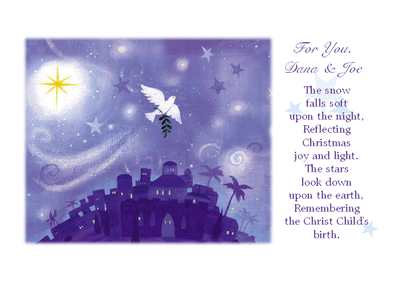 For You,
Dana & Joe
The snow
falls soft
upon the night,
Reflecting
Christmas
joy and light.
The stars
look down
upon the earth,
Remembering
the Christ Child's
birth.